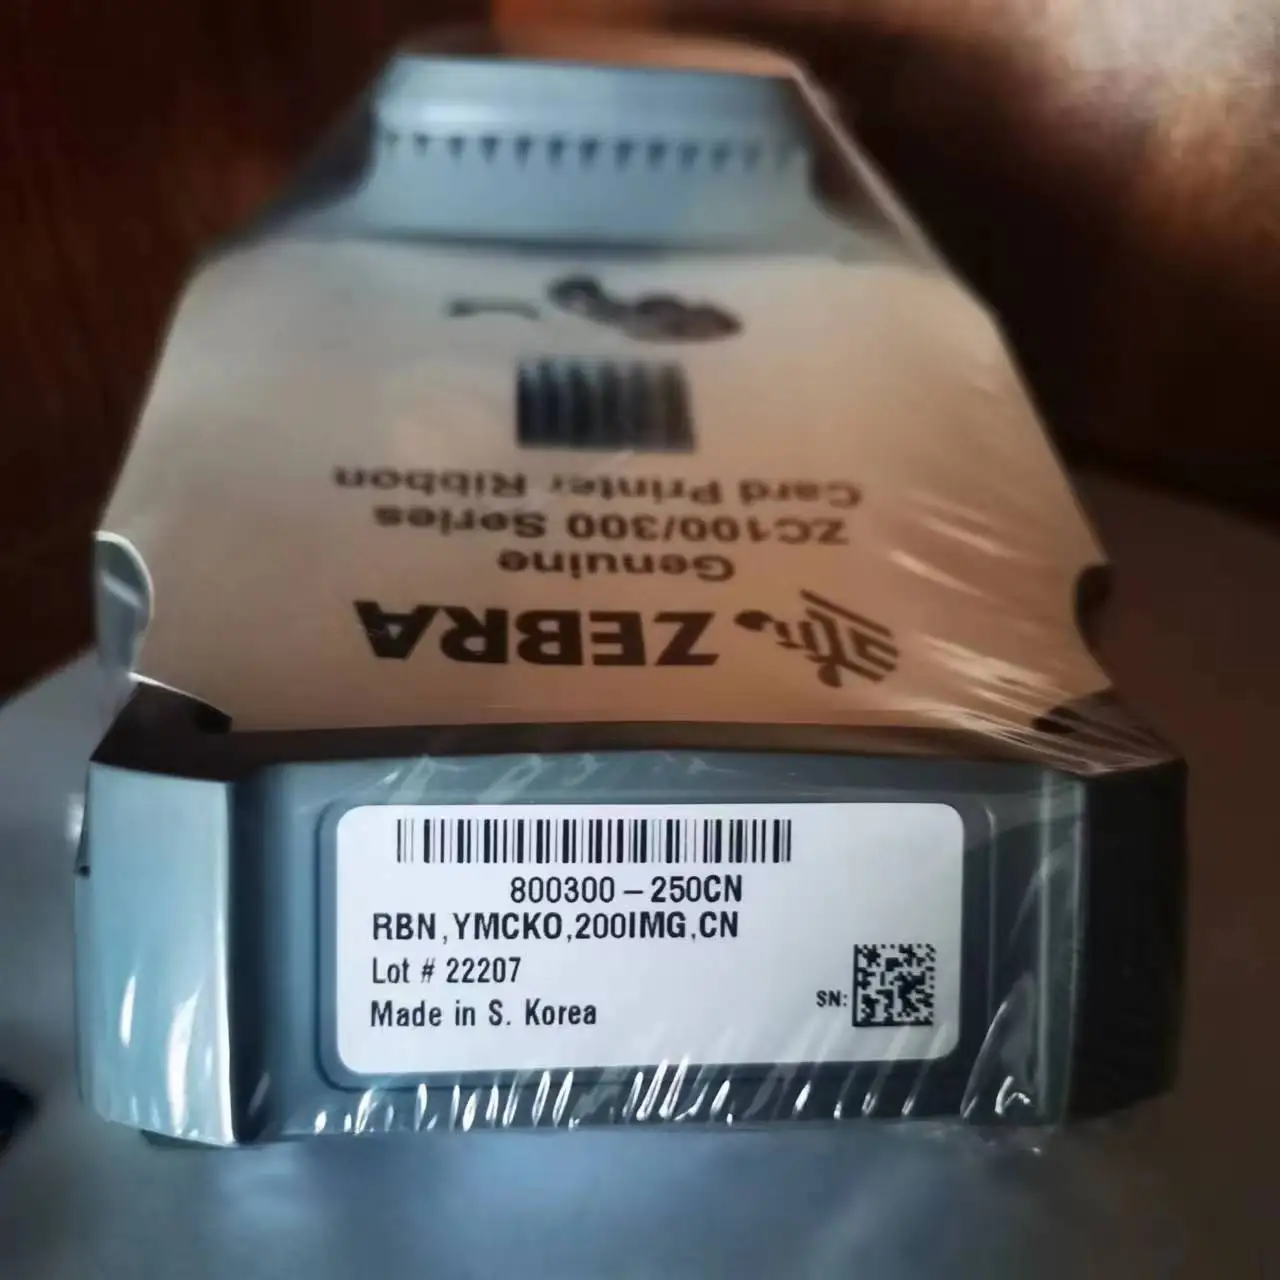 ZEBRA
Genuine
ZC100/300 Series
Card Printer Ribbon
800300-250CN
RBN,YMCKO,200IMG,CN
Lot # 22207
Made in S. Korea
SN: